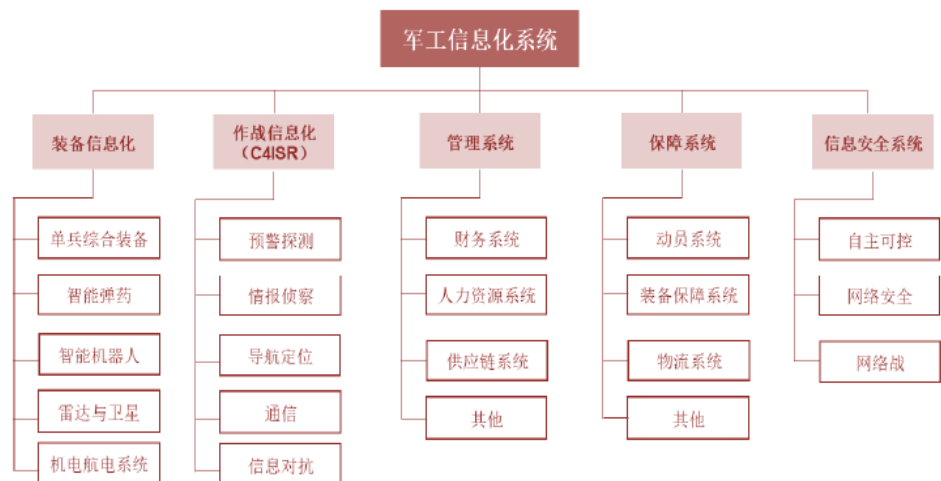 军工信息化系统
装备信息化
单兵综合装备
智能弹药
智能机器人
雷达与卫星
机电航电系统
作战信息化
（C4ISR）
预警探测
情报侦察
导航定位
通信
信息对抗
管理系统
财务系统
人力资源系统
供应链系统
其他
保障系统
动员系统
装备保障系统
物流系统
其他
信息安全系统
自主可控
网络安全
网络战